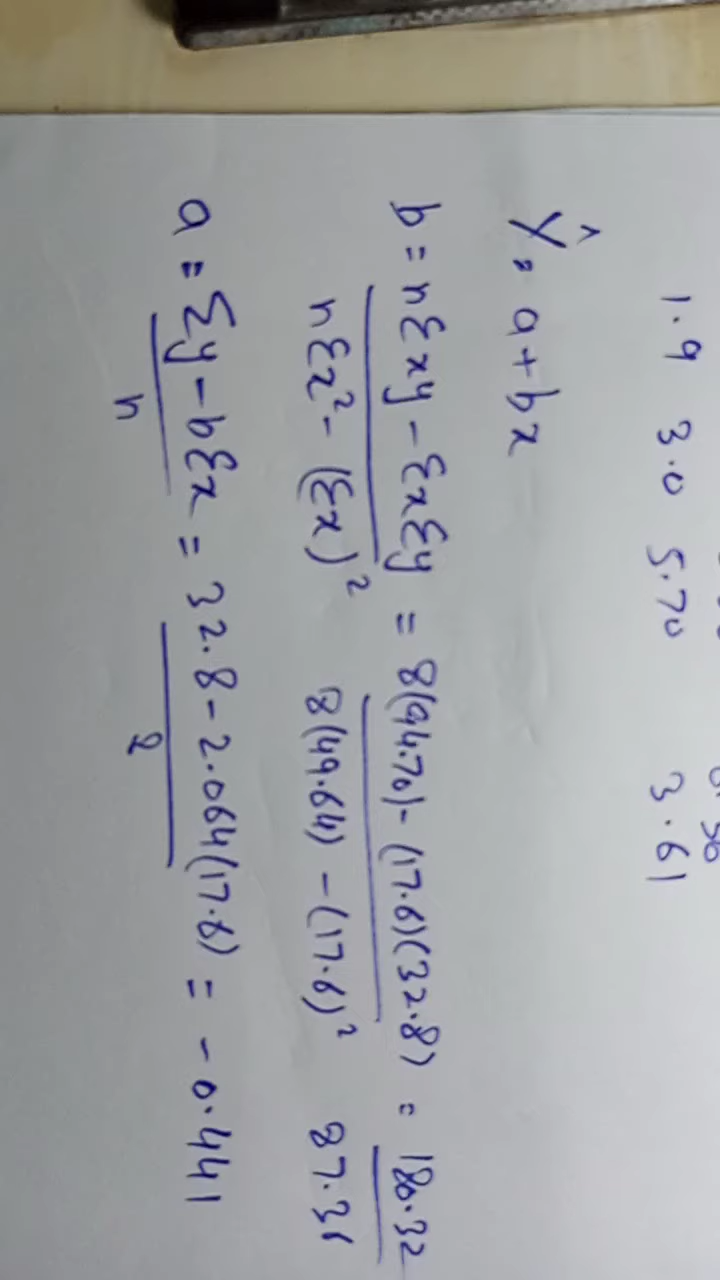 1.9 3.0 5.70 3.61
ŷ = a + bx
b = nΣxy - ΣxΣy / nΣx² - (Σx)² = 8(94.70) - (17.6)(32.8) / 8(49.64) - (17.6)² = 180.32 / 87.36
a = Σy - bΣx / n = 32.8 - 2.064(17.6) / 8 = -0.441